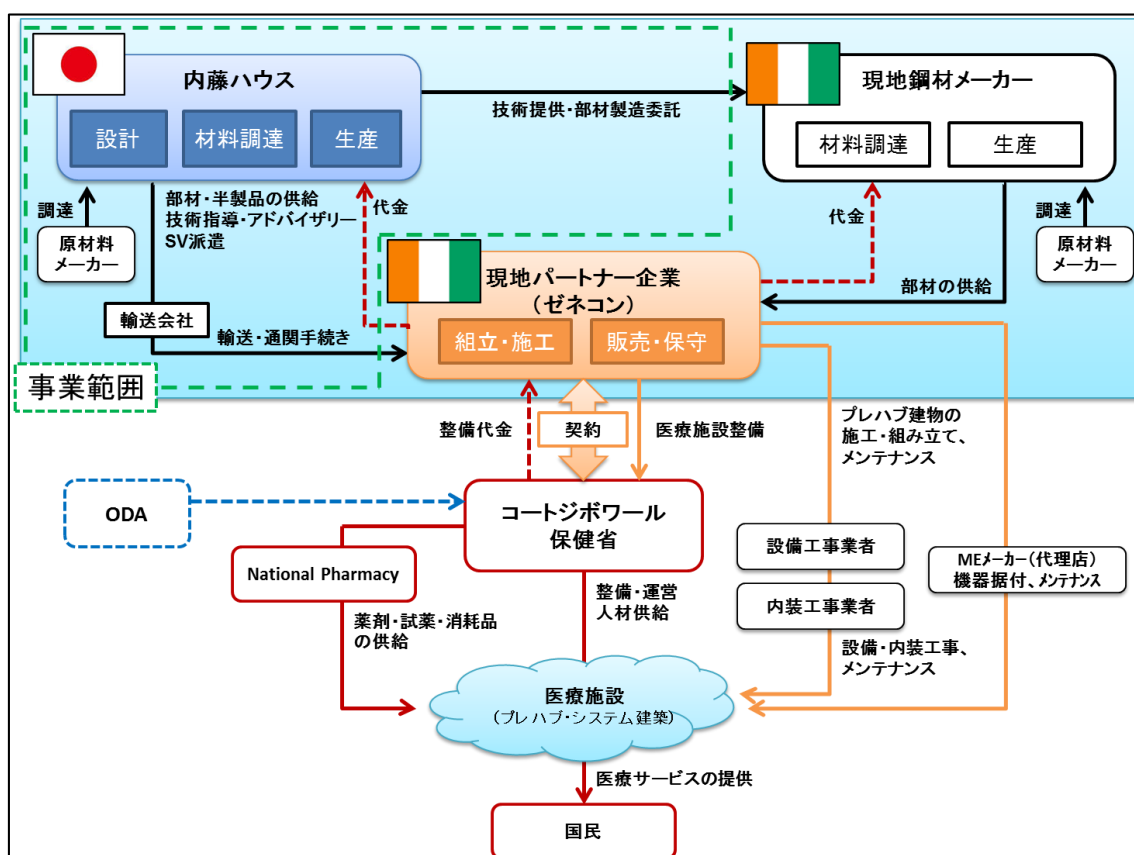 内藤ハウス
設計
材料調達
生産
技術提供・部材製造委託
現地鋼材メーカー
材料調達
生産
調達
原材料
メーカー
部材・半製品の供給
技術指導・アドバイザリー
SV派遣
代金
輸送会社
輸送・通関手続き
現地パートナー企業
(ゼネコン)
組立・施工
販売・保守
代金
部材の供給
調達
原材料
メーカー
事業範囲
整備代金
契約
医療施設整備
プレハブ建物の
施工・組み立て、
メンテナンス
ODA
コートジボワール
保健省
National Pharmacy
薬剤・試薬・消耗品
の供給
整備・運営
人材供給
設備工事業者
内装工事業者
設備・内装工事、
メンテナンス
MEメーカー(代理店)
機器据付、メンテナンス
医療施設
(プレハブ・システム建築)
医療サービスの提供
国民